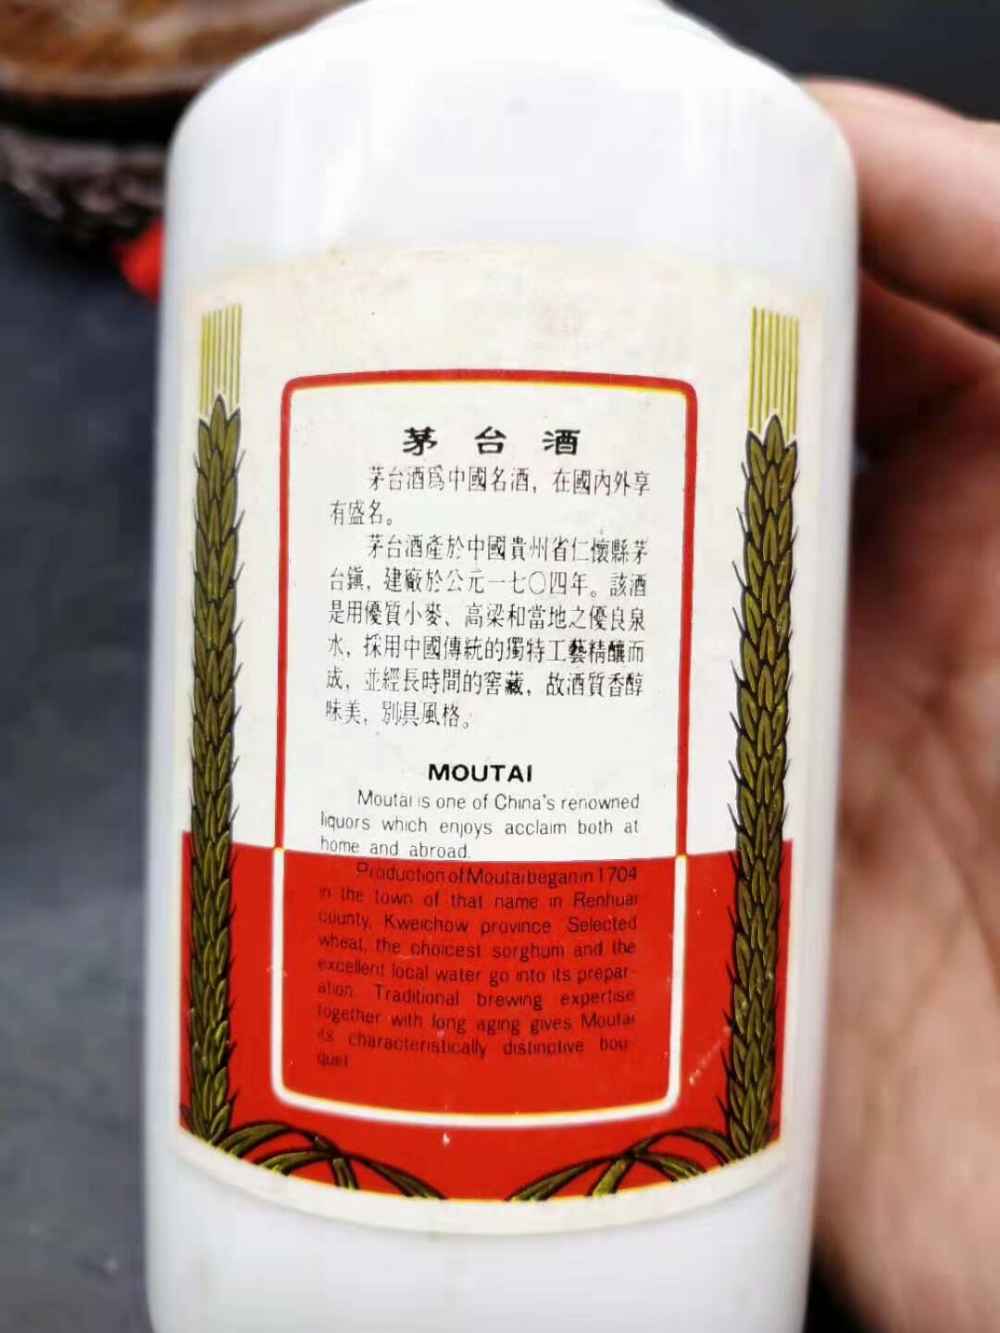 茅台酒
茅台酒爲中國名酒，在國內外享
有盛名。
茅台酒產於中國貴州省仁懷縣茅
台鎭，建廠於公元一七〇四年。該酒
是用優質小麥、高梁和當地之優良泉
水，採用中國傳統的獨特工藝精釀而
成，並經長時間的窖藏，故酒質香醇
味美，別具風格。
MOUTAI
Moutai is one of China's renowned
liquors which enjoys acclaim both at
home and abroad.
Production of Moutai began in 1704
in the town of that name in Renhuai
county, Kweichow province Selected
wheat, the choicest sorghum and the
excellent local water go into its prepar-
ation. Traditional brewing expertise
together with long aging gives Moutai
its characteristically distinctive bou-
quet